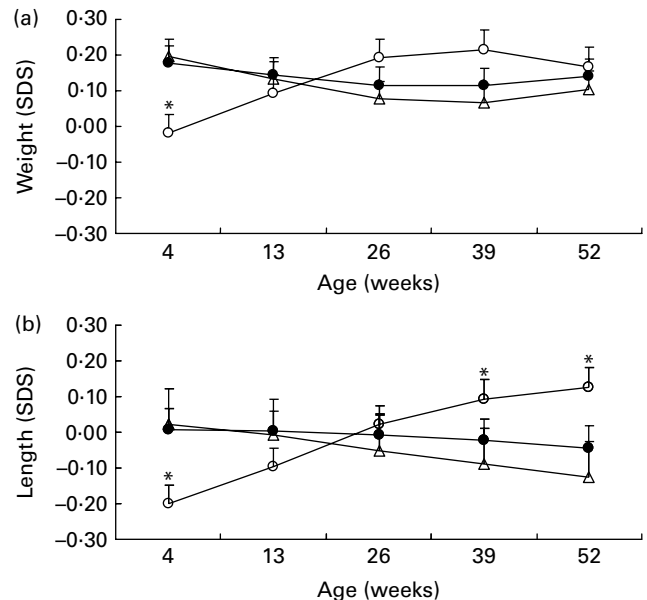 (a)
0·30
0·20
0·10
0·00
–0·10
–0·20
–0·30
Weight (SDS)
*
4 13 26 39 52
Age (weeks)
(b)
0·30
0·20
0·10
0·00
–0·10
–0·20
–0·30
Length (SDS)
* * *
4 13 26 39 52
Age (weeks)